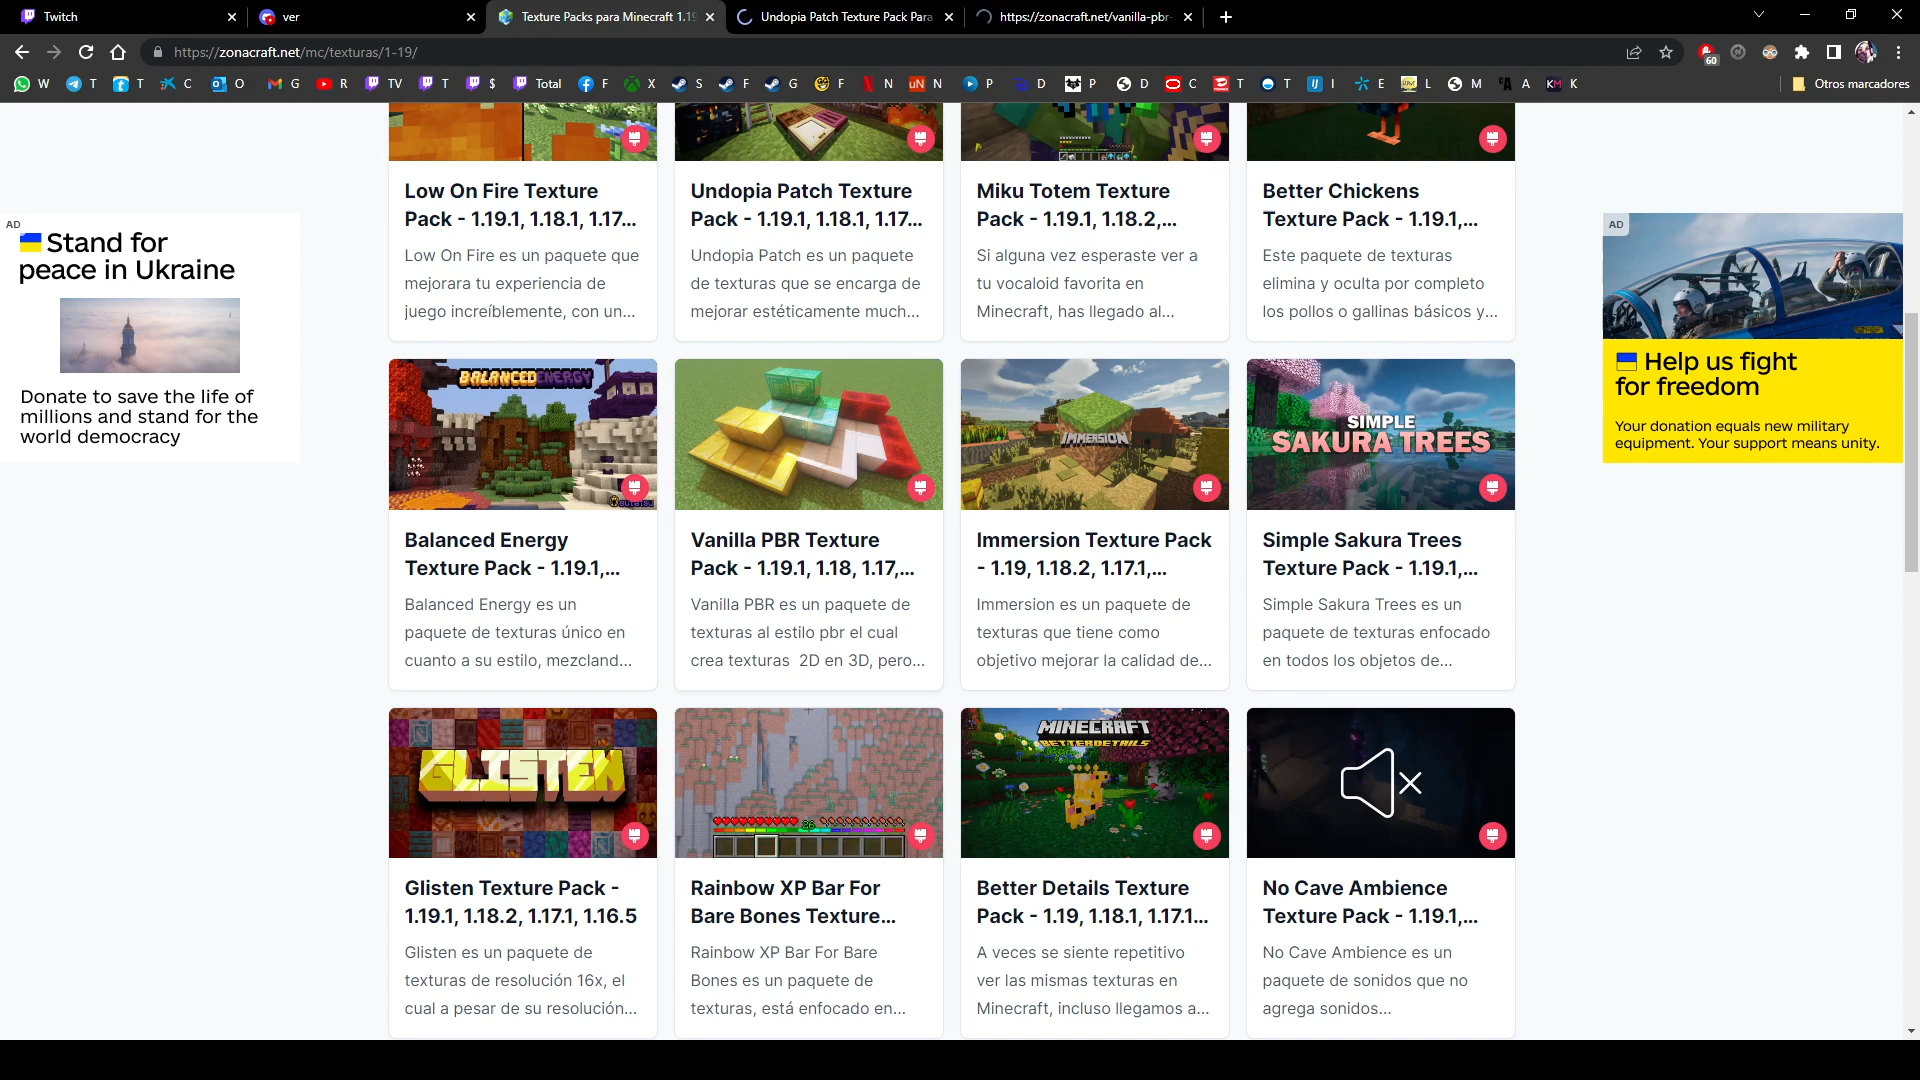 Twitch
ver
Texture Packs para Minecraft 1.19
Undopia Patch Texture Pack Para
https://zonacraft.net/vanilla-pbr-
https://zonacraft.net/mc/texturas/1-19/
60
W T T C O G R TV T $ Total F X S F G F N uN N P D P D C T T I E L M A KM K
Otros marcadores
AD
Stand for
peace in Ukraine
Donate to save the life of
millions and stand for the
world democracy
Low On Fire Texture
Pack - 1.19.1, 1.18.1, 1.17...
Low On Fire es un paquete que
mejorara tu experiencia de
juego increíblemente, con un...
Undopia Patch Texture
Pack - 1.19.1, 1.18.1, 1.17...
Undopia Patch es un paquete
de texturas que se encarga de
mejorar estéticamente much...
Miku Totem Texture
Pack - 1.19.1, 1.18.2,...
Si alguna vez esperaste ver a
tu vocaloid favorita en
Minecraft, has llegado al...
Better Chickens
Texture Pack - 1.19.1,...
Este paquete de texturas
elimina y oculta por completo
los pollos o gallinas básicos y...
AD
Help us fight
for freedom
Your donation equals new military
equipment. Your support means unity.
BALANCED ENERGY
Balanced Energy
Texture Pack - 1.19.1,...
Balanced Energy es un
paquete de texturas único en
cuanto a su estilo, mezcland...
Vanilla PBR Texture
Pack - 1.19.1, 1.18, 1.17,...
Vanilla PBR es un paquete de
texturas al estilo pbr el cual
crea texturas 2D en 3D, pero...
IMMERSION
Immersion Texture Pack
- 1.19, 1.18.2, 1.17.1,...
Immersion es un paquete de
texturas que tiene como
objetivo mejorar la calidad de...
SIMPLE
SAKURA TREES
Simple Sakura Trees
Texture Pack - 1.19.1,...
Simple Sakura Trees es un
paquete de texturas enfocado
en todos los objetos de...
GLISTEN
Glisten Texture Pack -
1.19.1, 1.18.2, 1.17.1, 1.16.5
Glisten es un paquete de
texturas de resolución 16x, el
cual a pesar de su resolución...
26
Rainbow XP Bar For
Bare Bones Texture...
Rainbow XP Bar For Bare
Bones es un paquete de
texturas, está enfocado en...
MINECRAFT
BETTERDETAILS
Better Details Texture
Pack - 1.19, 1.18.1, 1.17.1...
A veces se siente repetitivo
ver las mismas texturas en
Minecraft, incluso llegamos a...
No Cave Ambience
Texture Pack - 1.19.1,...
No Cave Ambience es un
paquete de sonidos que no
agrega sonidos...